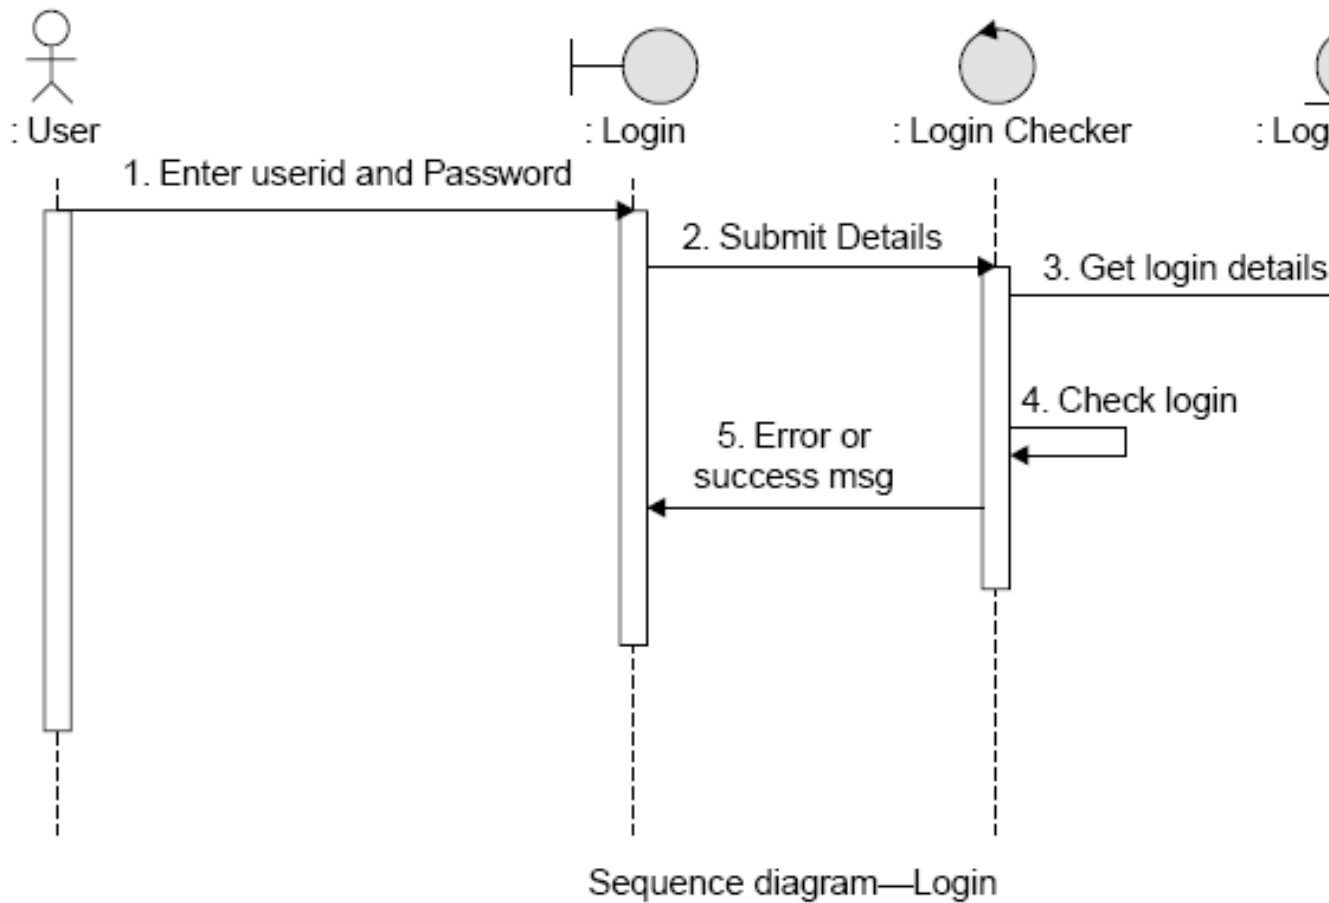 : User
: Login
: Login Checker
: Log
1. Enter userid and Password
2. Submit Details
3. Get login details
4. Check login
5. Error or
success msg
Sequence diagram—Login